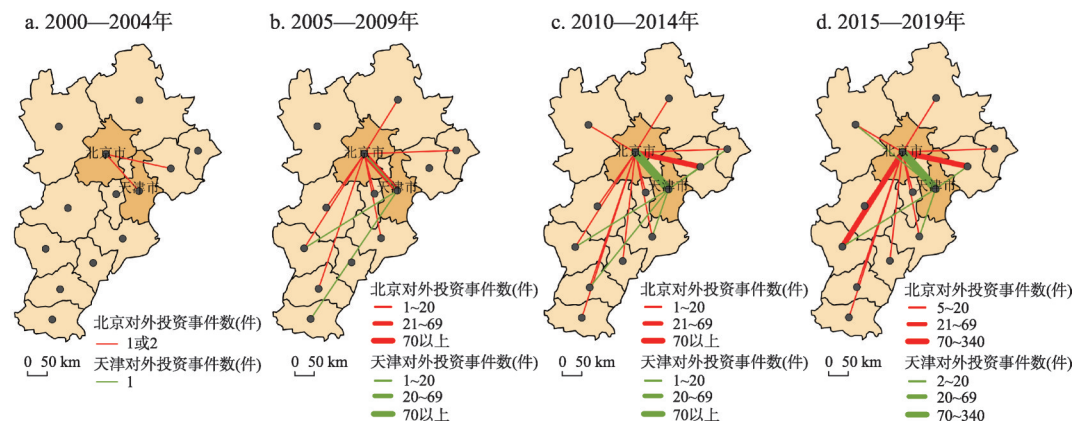 a. 2000—2004年
北京市
天津市
北京对外投资事件数(件)
1或2
天津对外投资事件数(件)
1
0 50 km
b. 2005—2009年
北京市
天津市
北京对外投资事件数(件)
1~20
21~69
70以上
天津对外投资事件数(件)
1~20
20~69
70以上
0 50 km
c. 2010—2014年
北京市
天津市
北京对外投资事件数(件)
1~20
21~69
70以上
天津对外投资事件数(件)
1~20
20~69
70以上
0 50 km
d. 2015—2019年
北京市
天津市
北京对外投资事件数(件)
5~20
21~69
70~340
天津对外投资事件数(件)
2~20
20~69
70~340
0 50 km